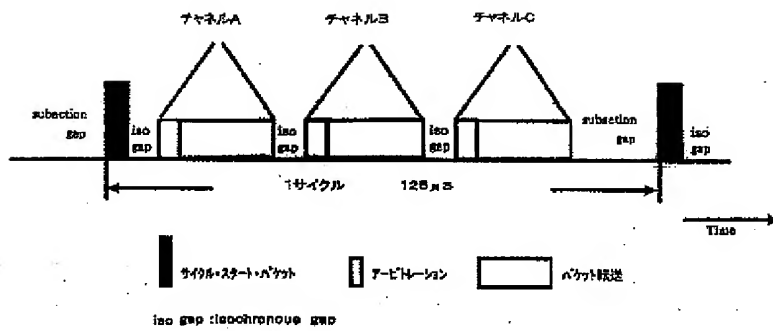 チャネルA チャネルB チャネルC
subaction gap
iso gap
iso gap
iso gap
subaction gap
iso gap
1サイクル 125μs
Time
サイクル・スタート・パケット アービトレーション パケット転送
iso gap :isochronous gap